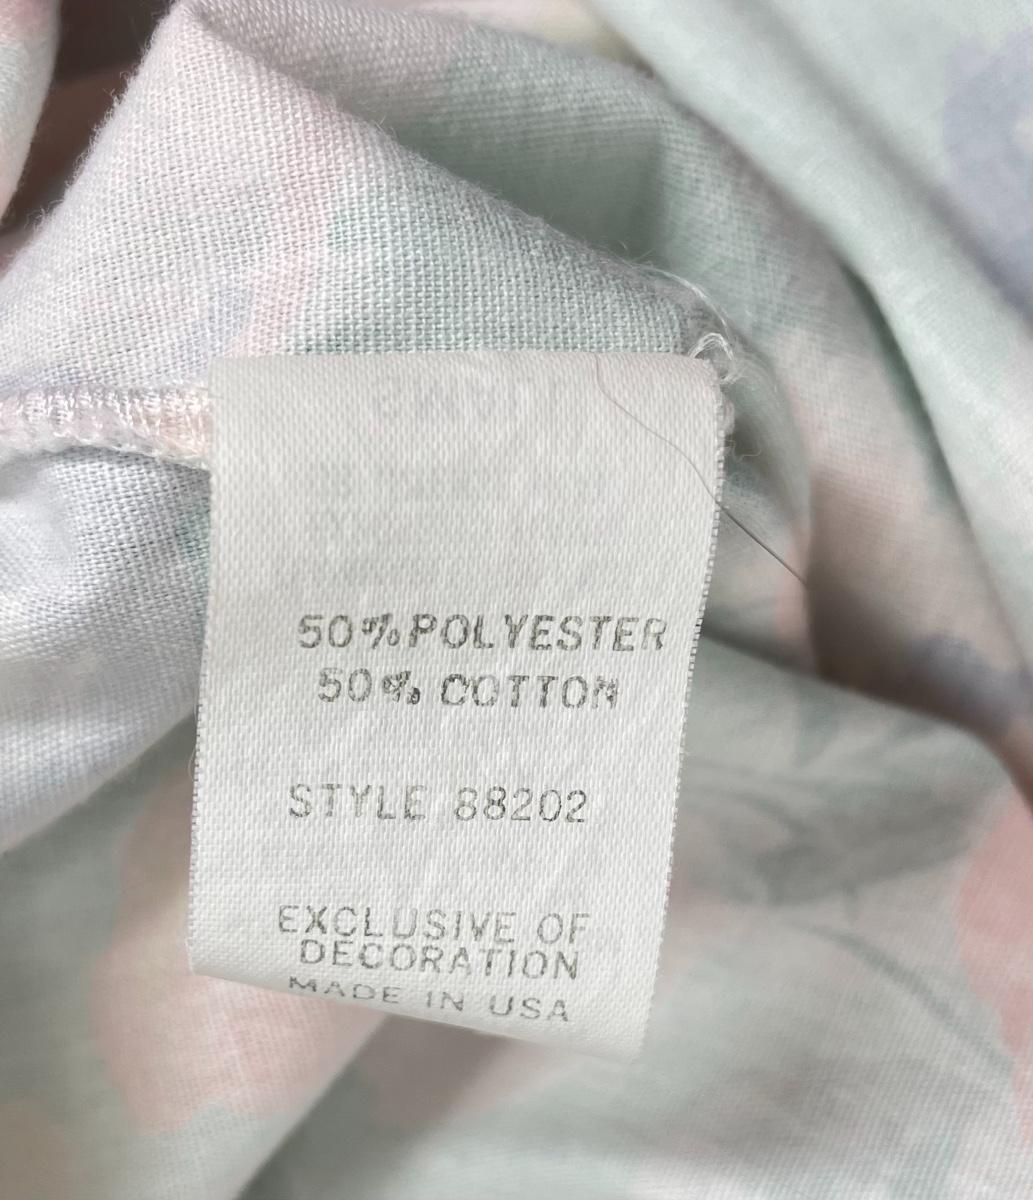 50% POLYESTER
50% COTTON
STYLE 88202
EXCLUSIVE OF
DECORATION
MADE IN USA